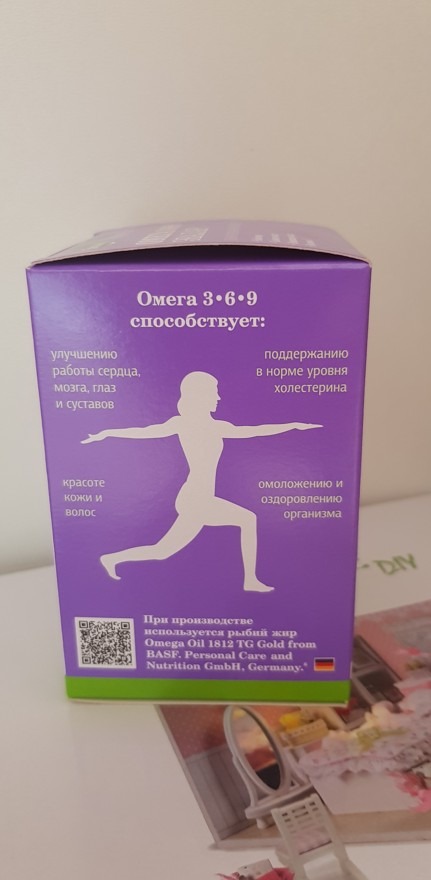 Омега 3•6•9
способствует:
улучшению
работы сердца,
мозга, глаз
и суставов
поддержанию
в норме уровня
холестерина
красоте
кожи и
волос
омоложению и
оздоровлению
организма
При производстве
используется рыбий жир
Omega Oil 1812 TG Gold from
BASF. Personal Care and
Nutrition GmbH, Germany.
DIY